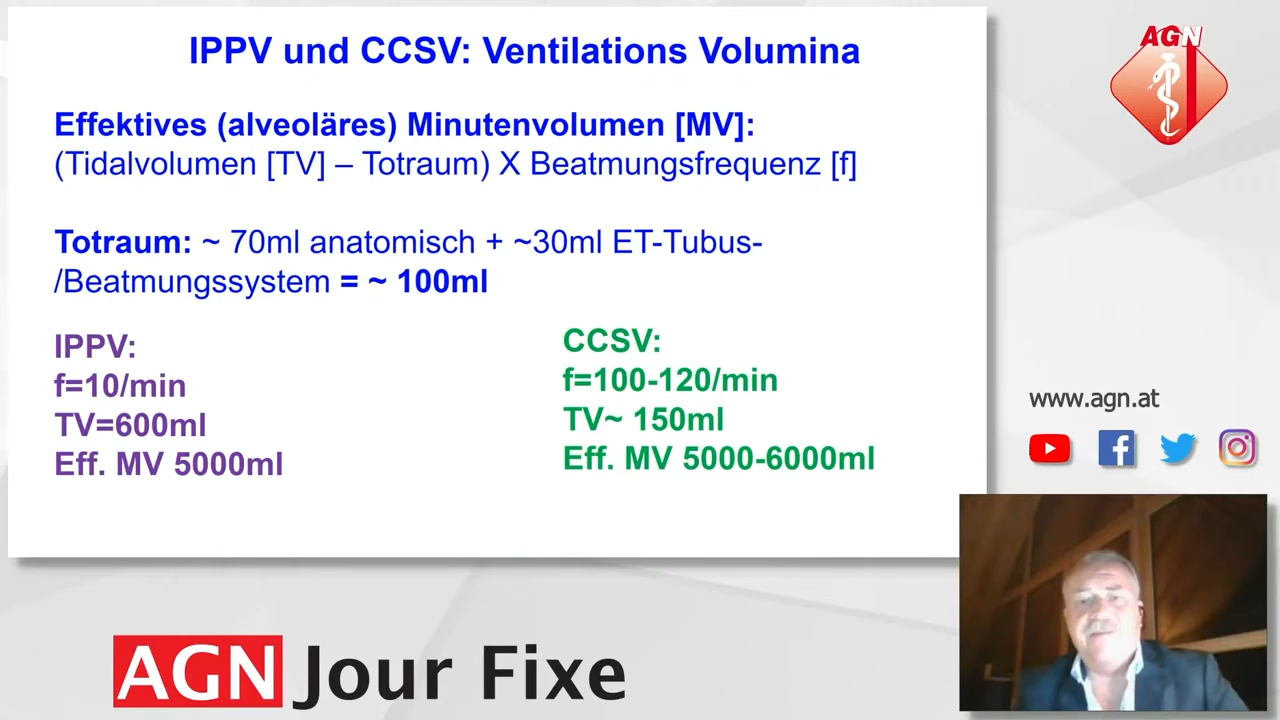 IPPV und CCSV: Ventilations Volumina
Effektives (alveoläres) Minutenvolumen [MV]:
(Tidalvolumen [TV] – Totraum) X Beatmungsfrequenz [f]
Totraum: ~ 70ml anatomisch + ~30ml ET-Tubus-
/Beatmungssystem = ~ 100ml
IPPV:
f=10/min
TV=600ml
Eff. MV 5000ml
CCSV:
f=100-120/min
TV~ 150ml
Eff. MV 5000-6000ml
AGN
www.agn.at
AGN Jour Fixe